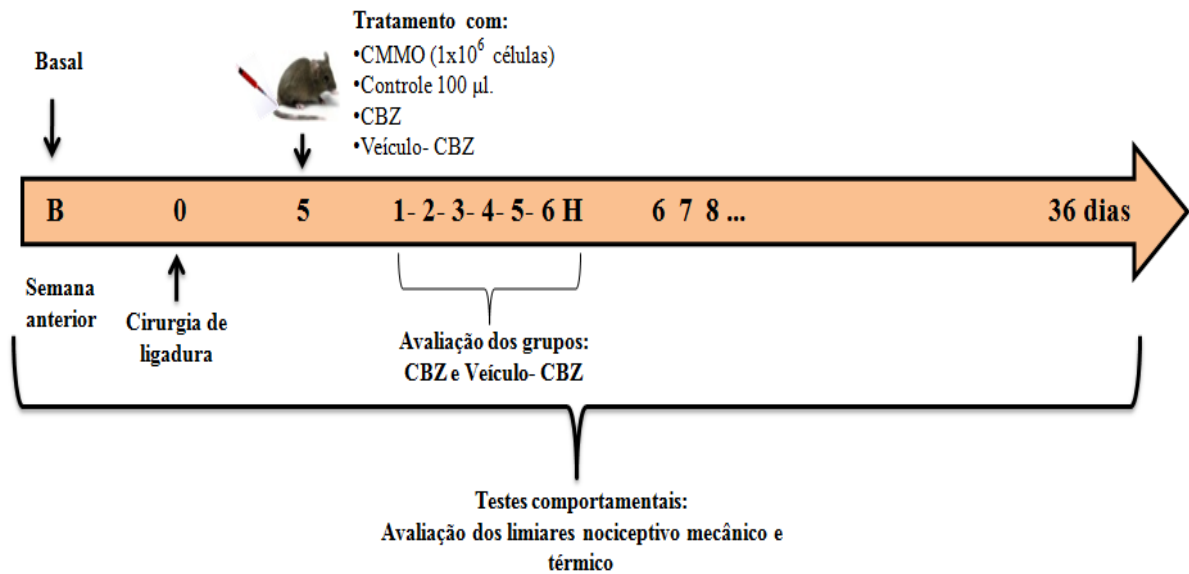 Tratamento com:
•CMMO (1x10⁶ células)
•Controle 100 µl.
•CBZ
•Veículo- CBZ
Basal
B 0 5 1- 2- 3- 4- 5- 6 H 6 7 8 ... 36 dias
Semana
anterior
Cirurgia de
ligadura
Avaliação dos grupos:
CBZ e Veículo- CBZ
Testes comportamentais:
Avaliação dos limiares nociceptivo mecânico e
térmico